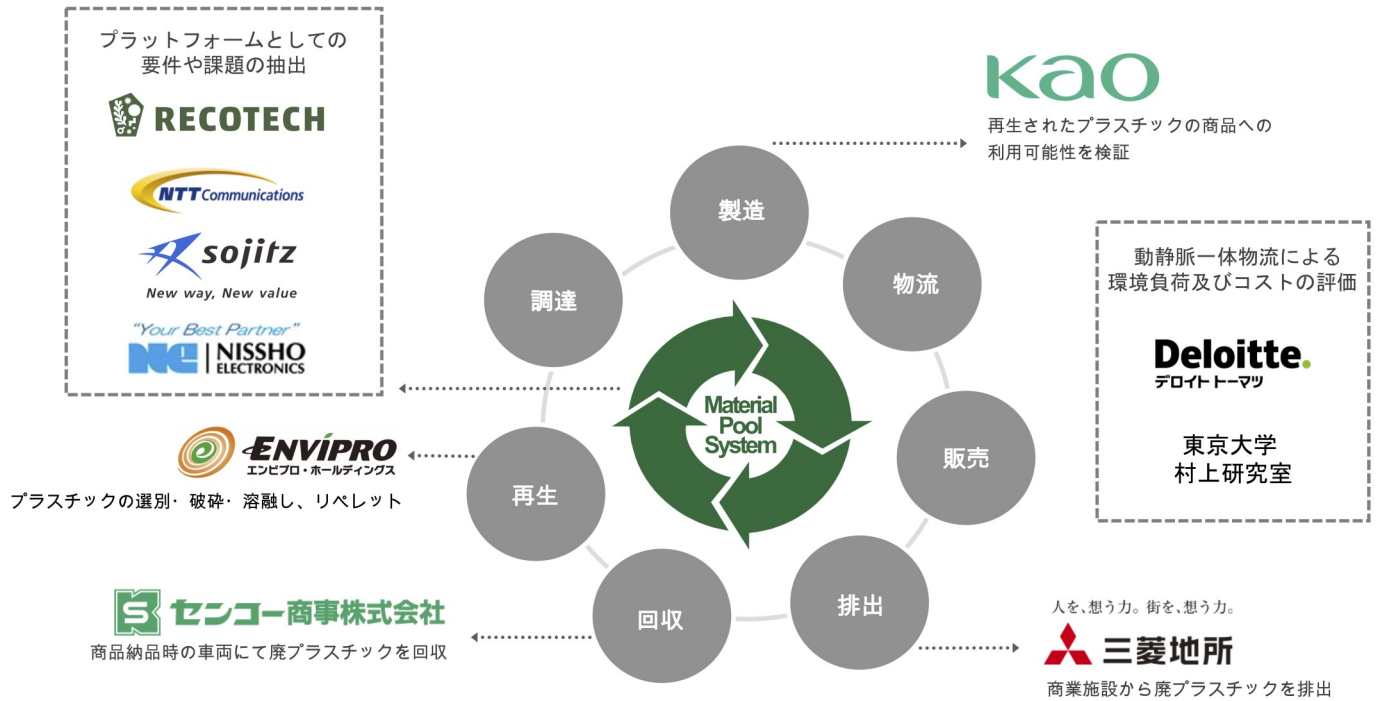 プラットフォームとしての
要件や課題の抽出
RECOTECH
NTT Communications
sojitz
New way, New value
"Your Best Partner"
Ne NISSHO
ELECTRONICS
kao
再生されたプラスチックの商品への
利用可能性を検証
製造
物流
調達
動静脈一体物流による
環境負荷及びコストの評価
Deloitte.
デロイト トーマツ
東京大学
村上研究室
Material
Pool
System
販売
ENVIPRO
エンビプロ・ホールディングス
プラスチックの選別・破砕・溶融し、リペレット
再生
回収
排出
S センコー商事株式会社
商品納品時の車両にて廃プラスチックを回収
人を、想う力。街を、想う力。
三菱地所
商業施設から廃プラスチックを排出